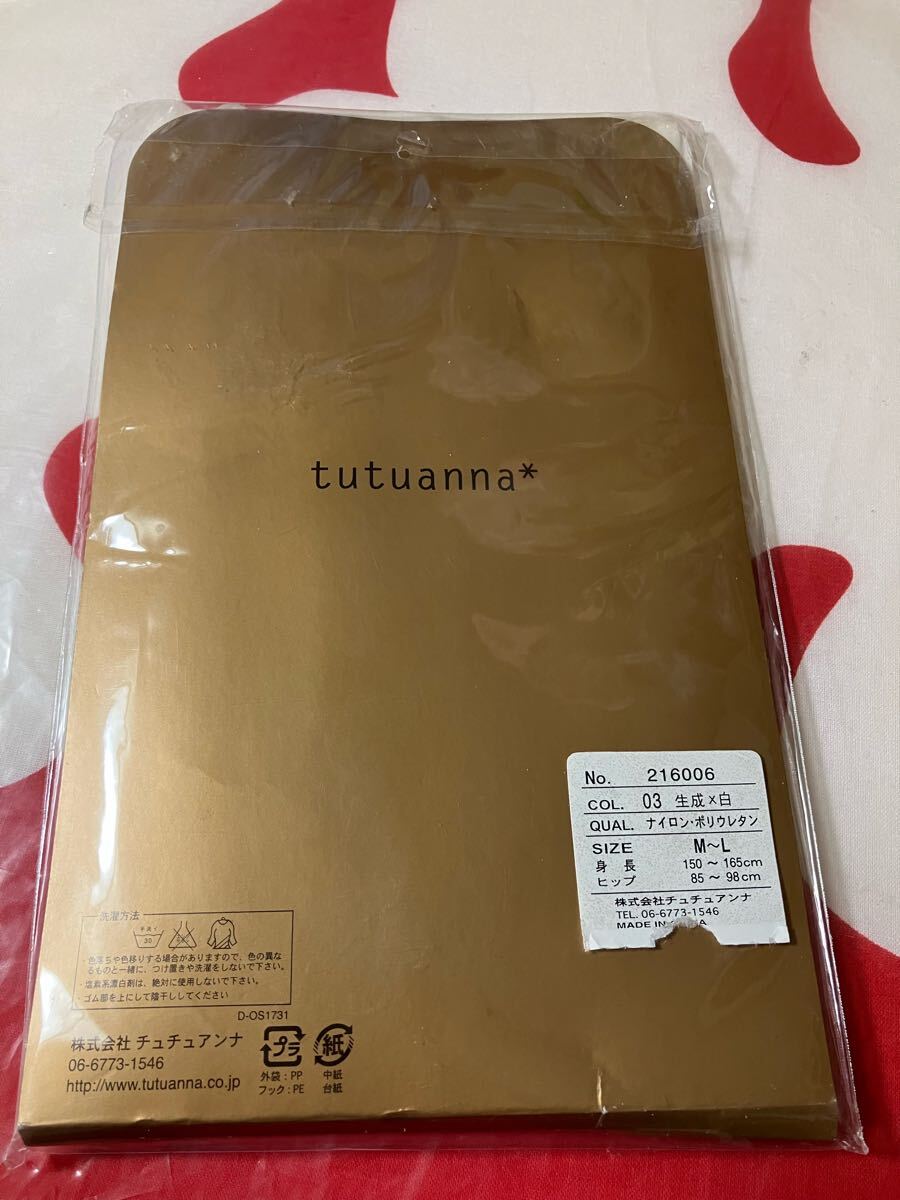 tutuanna*
No. 216006
COL. 03 生成×白
QUAL. ナイロン・ポリウレタン
SIZE M〜L
身長 150〜165cm
ヒップ 85〜98cm
株式会社チュチュアンナ
TEL. 06-6773-1546
MADE IN
洗濯方法
手洗イ
30
・色落ちや色移りする場合がありますので、色の異な
るものと一緒に、つけ置きや洗濯をしないで下さい。
・塩素系漂白剤は、絶対に使用しないで下さい。
・ゴム部を上にして陰干ししてください
D-OS1731
株式会社 チュチュアンナ
06-6773-1546
http://www.tutuanna.co.jp
プラ
外袋:PP
フック:PE
紙
中紙
台紙